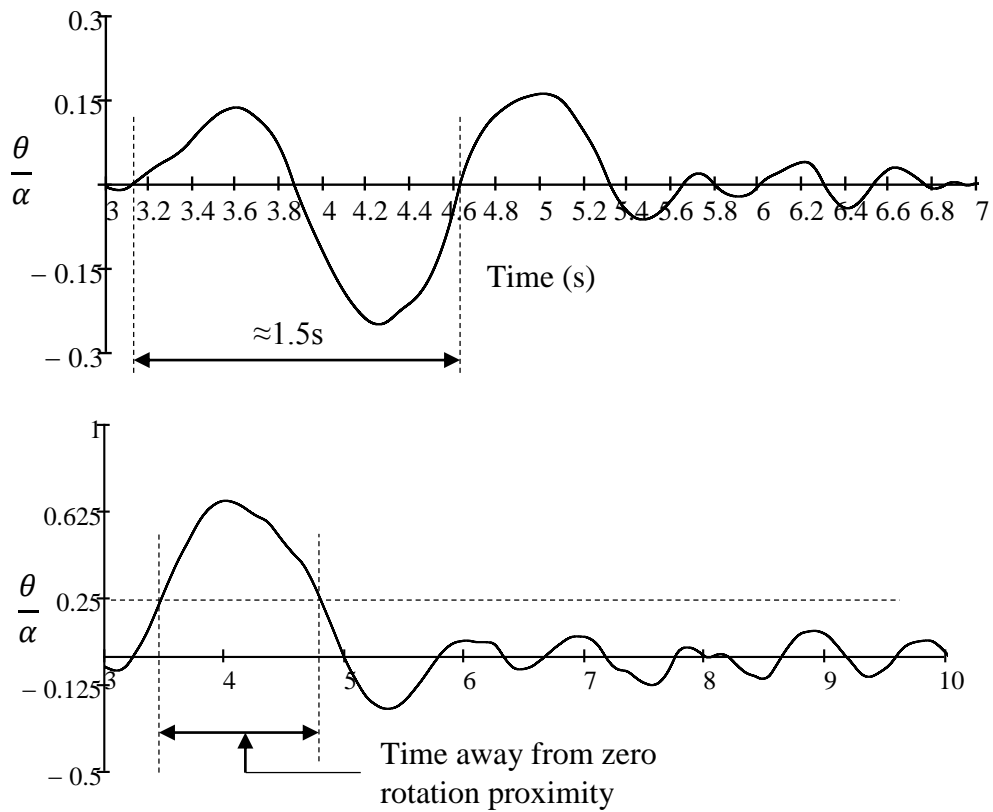 0.3
0.15
θ
α
3 3.2 3.4 3.6 3.8 4 4.2 4.4 4.6 4.8 5 5.2 5.4 5.6 5.8 6 6.2 6.4 6.6 6.8 7
– 0.15
Time (s)
≈1.5s
– 0.3
1
0.625
θ
α
0.25
3 4 5 6 7 8 9 10
– 0.125
Time away from zero
– 0.5
rotation proximity